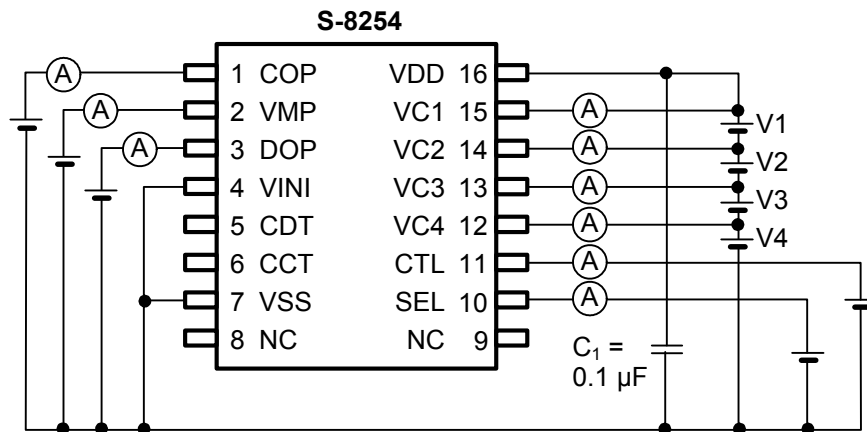 S-8254
A
1 COP VDD 16
A
2 VMP VC1 15
A
V1
A
3 DOP VC2 14
A
V2
4 VINI VC3 13
A
V3
5 CDT VC4 12
A
V4
6 CCT CTL 11
A
7 VSS SEL 10
A
8 NC NC 9
C1 =
0.1 µF